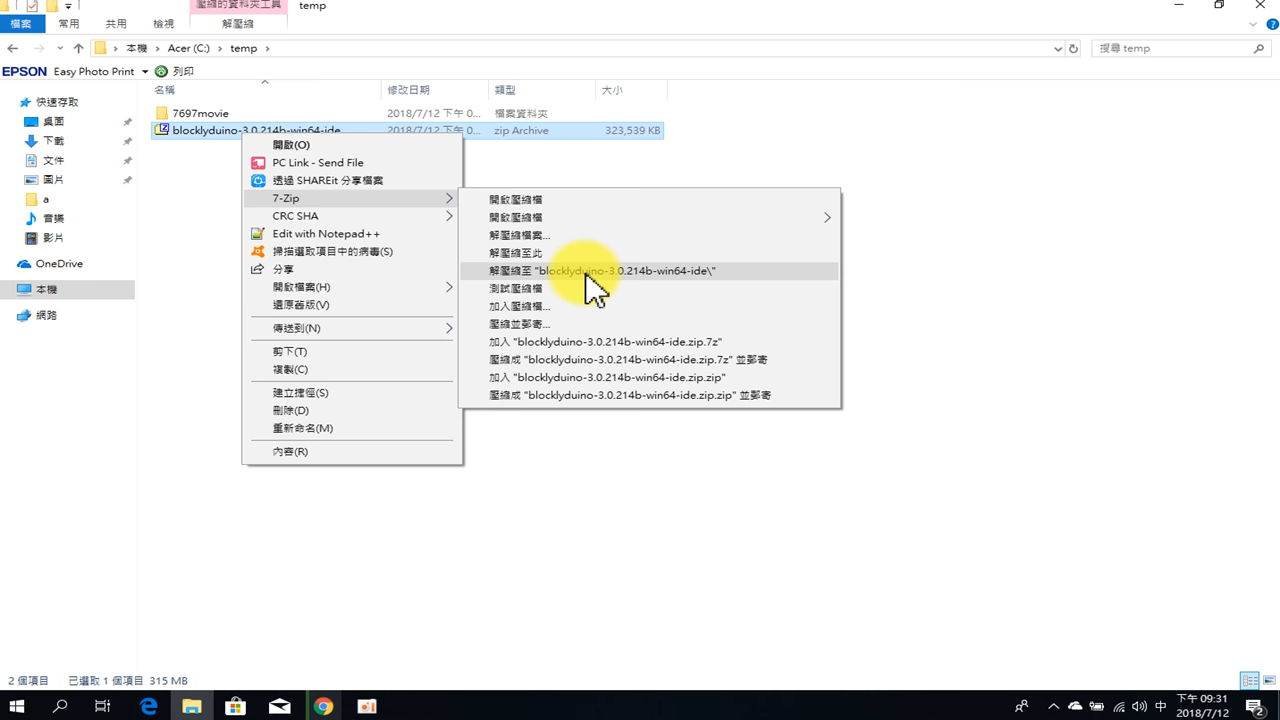 壓縮的資料夾工具 temp
檔案 常用 共用 檢視 解壓縮
本機 Acer (C:) temp 搜尋 temp
EPSON Easy Photo Print 列印
名稱 修改日期 類型 大小
快速存取
桌面
下載
文件
圖片
a
音樂
影片
OneDrive
本機
網路
7697movie 2018/7/12 下午 0... 檔案資料夾
blocklyduino-3.0.214b-win64-ide 2018/7/12 下午 0... zip Archive 323,539 KB
開啟(O)
PC Link - Send File
透過 SHAREit 分享檔案
7-Zip
CRC SHA
Edit with Notepad++
掃描選取項目中的病毒(S)
分享
開啟檔案(H)
還原舊版(V)
傳送到(N)
剪下(T)
複製(C)
建立捷徑(S)
刪除(D)
重新命名(M)
內容(R)
開啟壓縮檔
開啟壓縮檔
解壓縮檔案...
解壓縮至此
解壓縮至 "blocklyduino-3.0.214b-win64-ide\"
測試壓縮檔
加入壓縮檔...
壓縮並郵寄...
加入 "blocklyduino-3.0.214b-win64-ide.zip.7z"
壓縮成 "blocklyduino-3.0.214b-win64-ide.zip.7z" 並郵寄
加入 "blocklyduino-3.0.214b-win64-ide.zip.zip"
壓縮成 "blocklyduino-3.0.214b-win64-ide.zip.zip" 並郵寄
2 個項目 已選取 1 個項目 315 MB
中
下午 09:31
2018/7/12
2